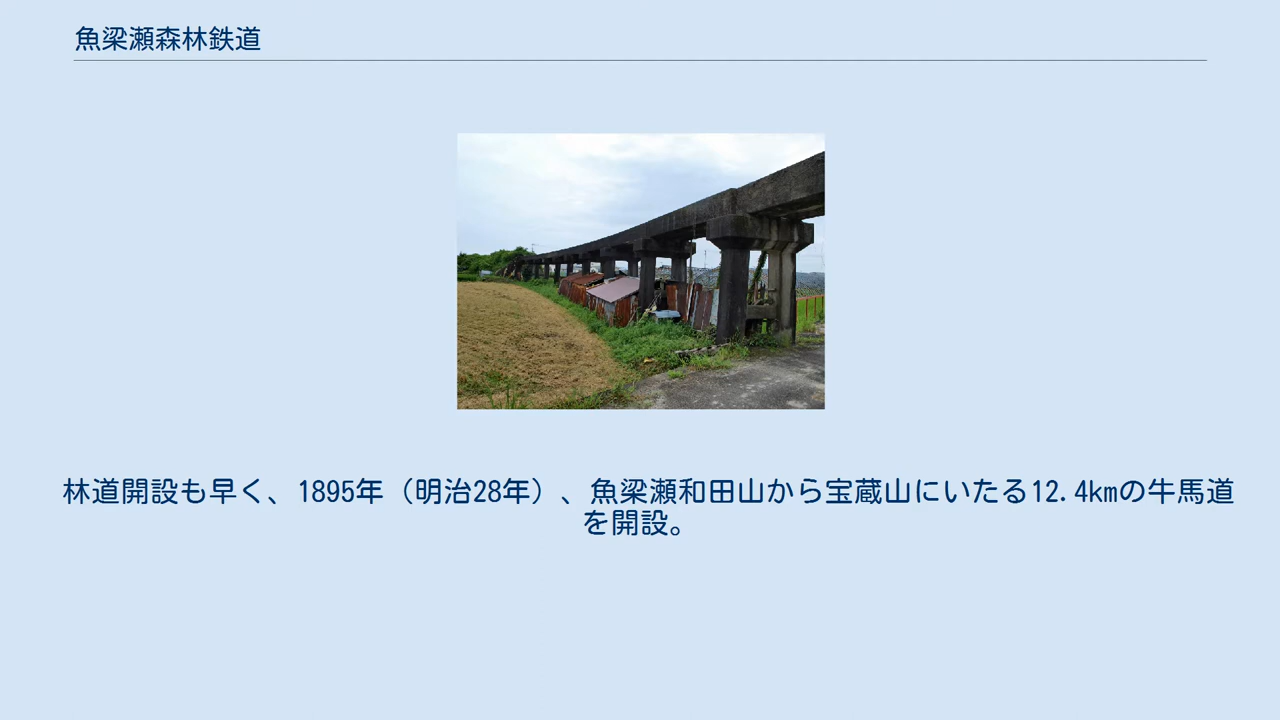 魚梁瀬森林鉄道
林道開設も早く、1895年（明治28年）、魚梁瀬和田山から宝蔵山にいたる12.4kmの牛馬道
を開設。